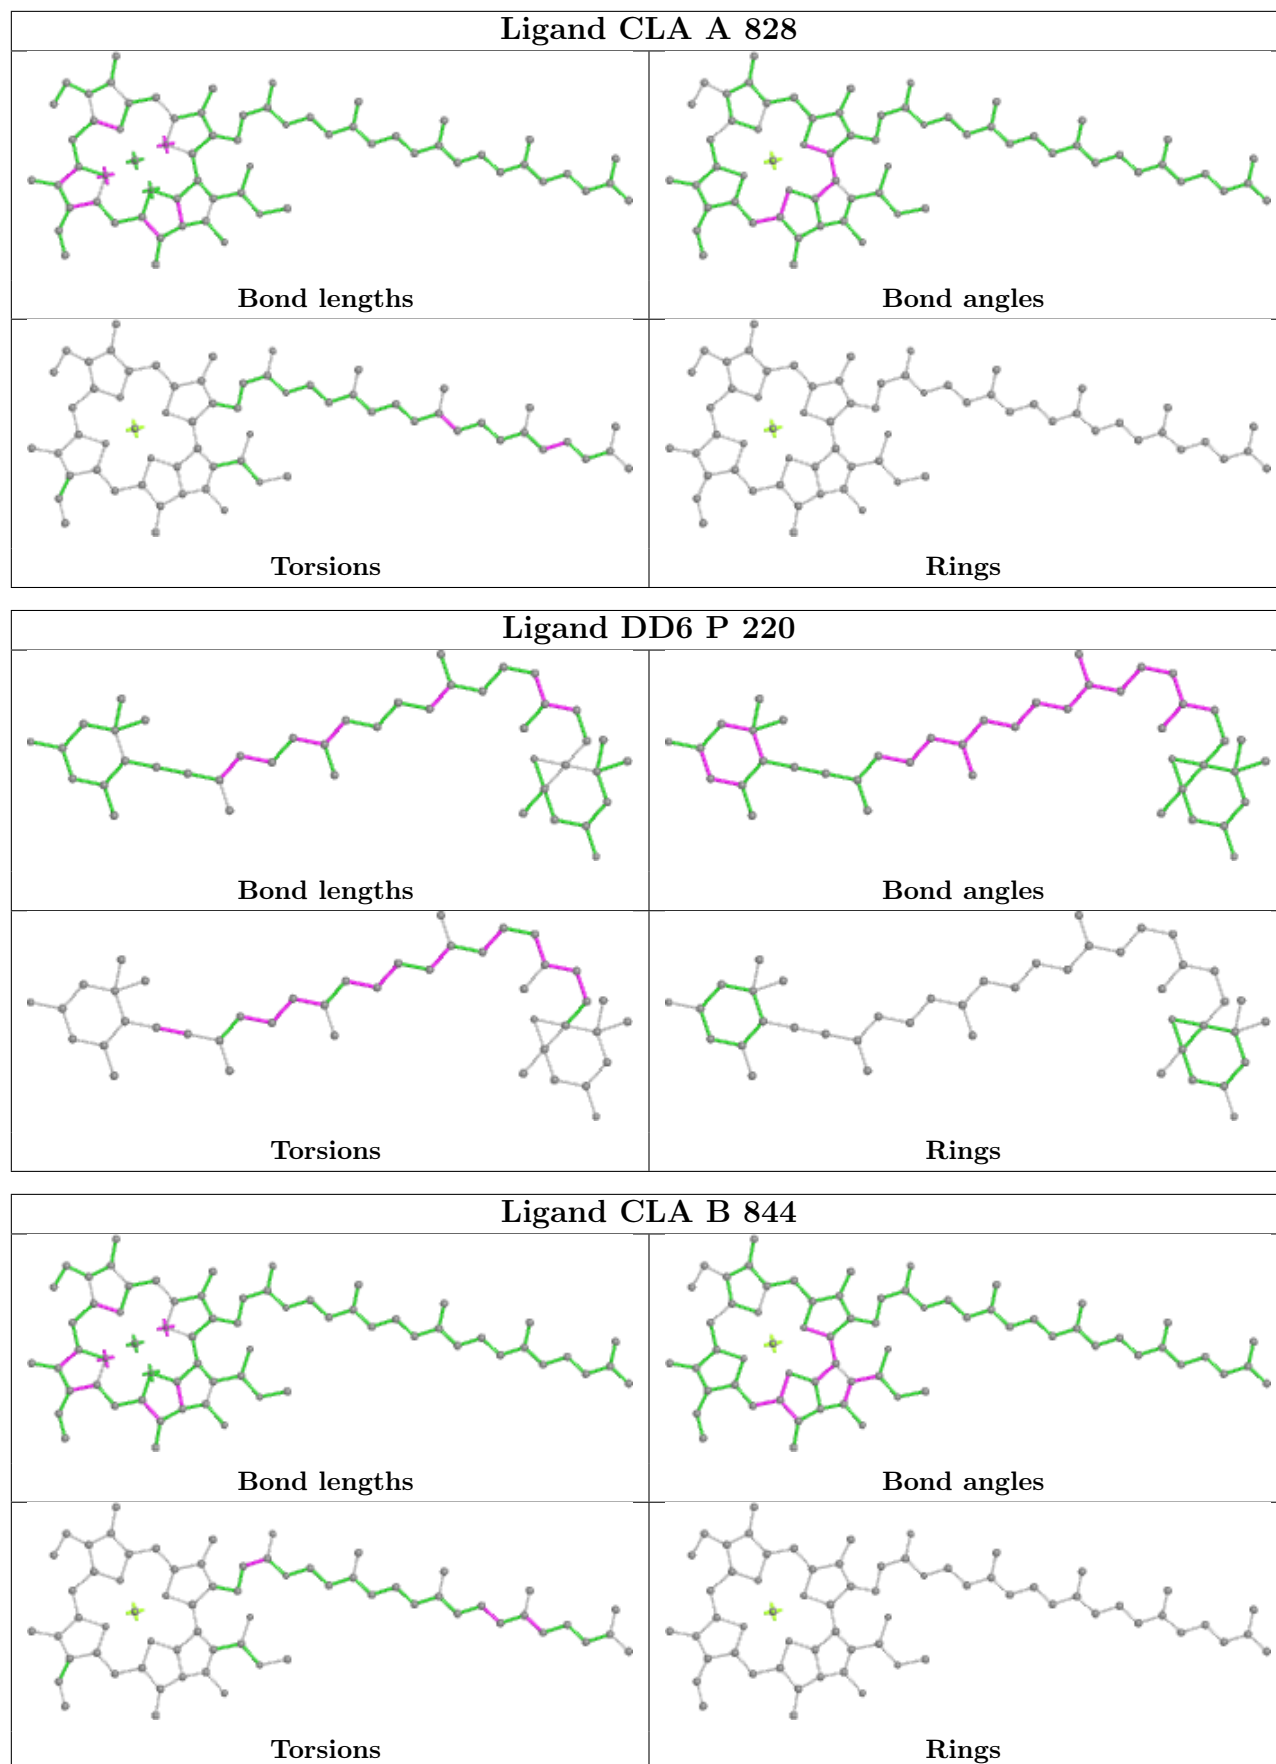 Ligand CLA A 828
Bond lengths
Bond angles
Torsions
Rings
Ligand DD6 P 220
Bond lengths
Bond angles
Torsions
Rings
Ligand CLA B 844
Bond lengths
Bond angles
Torsions
Rings